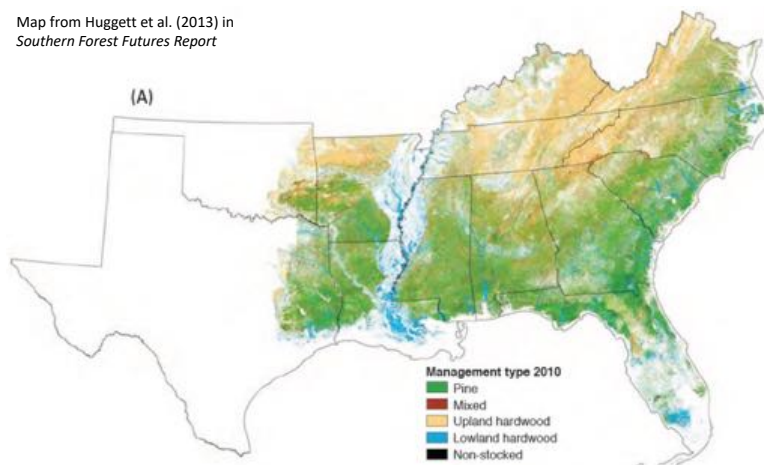 Map from Huggett et al. (2013) in
Southern Forest Futures Report
(A)
Management type 2010
Pine
Mixed
Upland hardwood
Lowland hardwood
Non-stocked